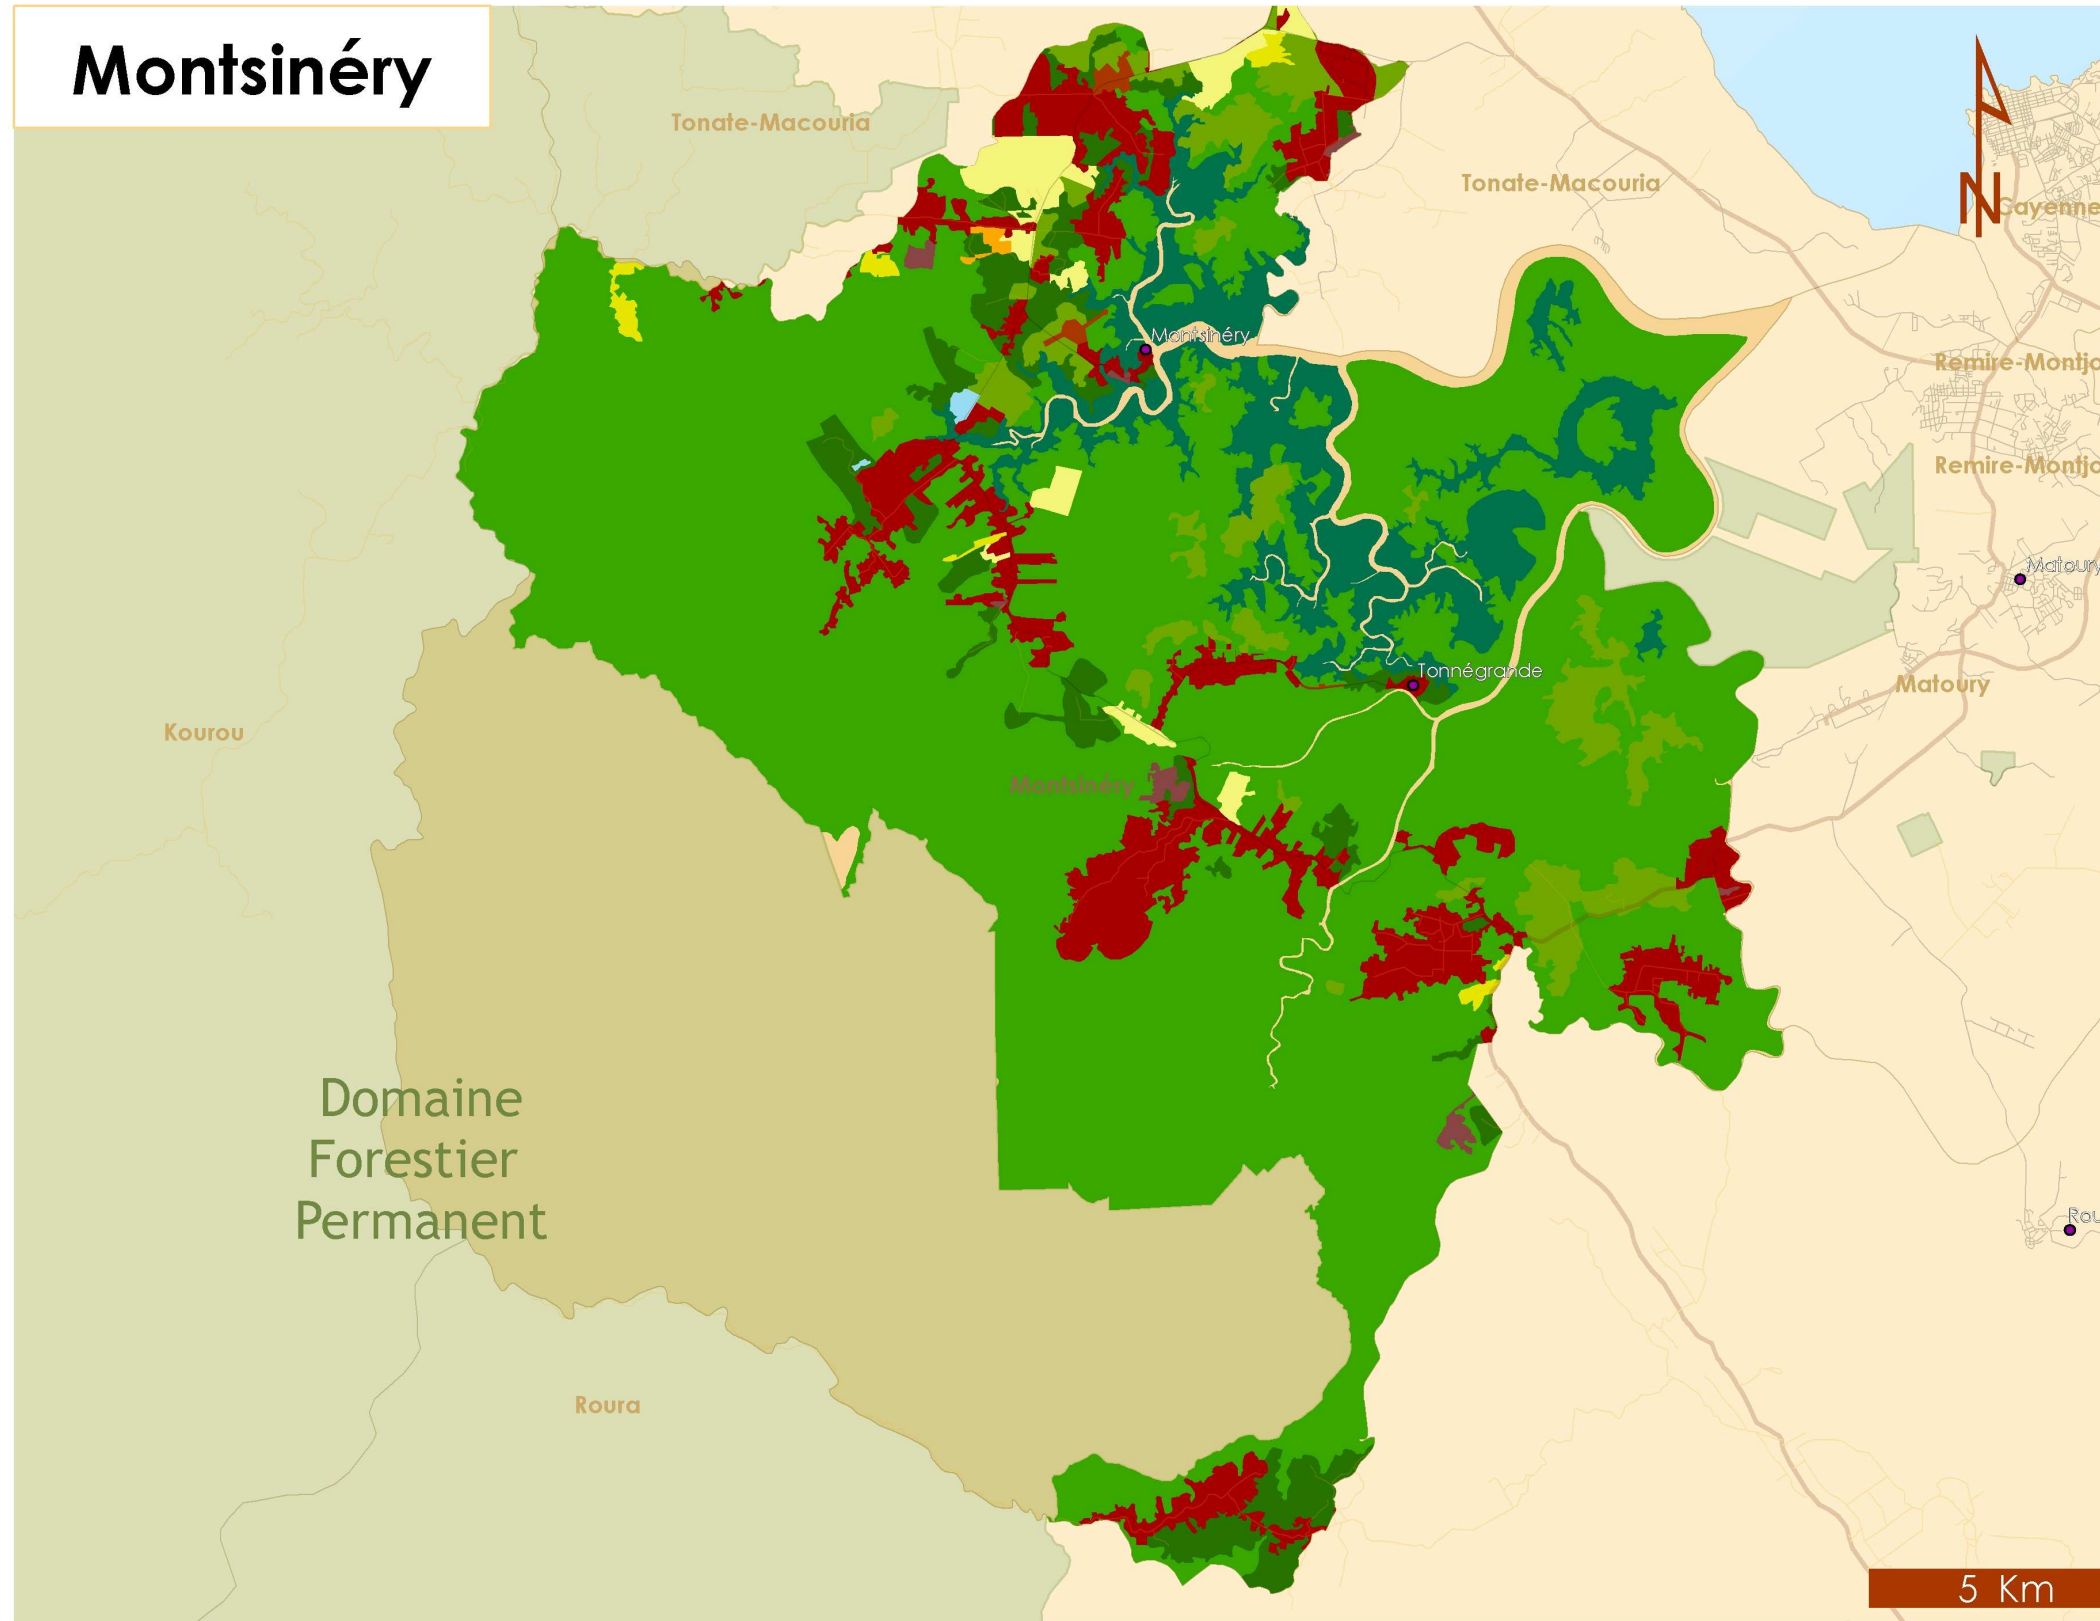 Montsinéry
Tonate-Macouria
Tonate-Macouria
N
Cayenne
Montsinéry
Remire-Montjo
Remire-Montjo
Matoury
Tonnégrande
Matoury
Kourou
Montsinéry
Domaine
Forestier
Permanent
Rou
Roura
5 Km